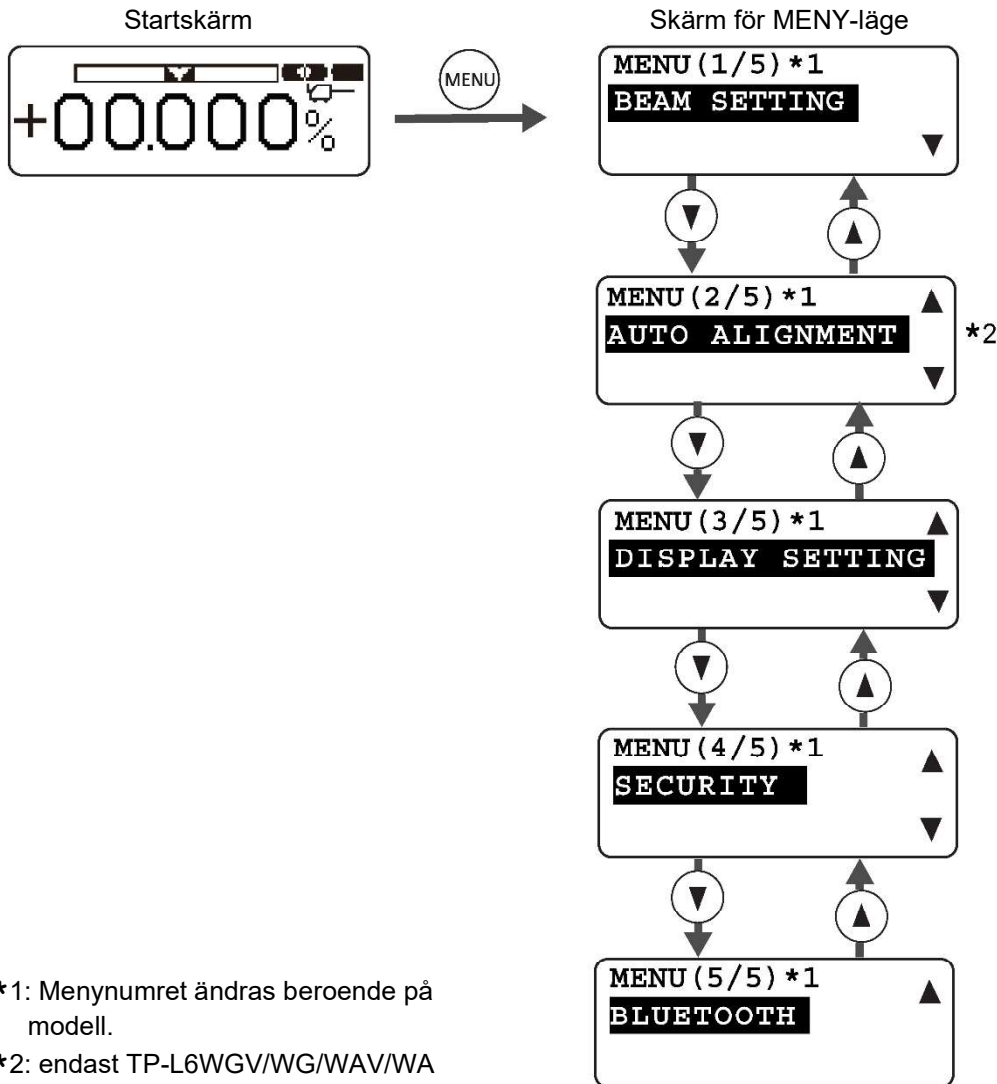 Startskärm
Skärm för MENY-läge
+00.000%
MENU
MENU(1/5)*1
BEAM SETTING
MENU(2/5)*1
AUTO ALIGNMENT
*2
MENU(3/5)*1
DISPLAY SETTING
MENU(4/5)*1
SECURITY
MENU(5/5)*1
BLUETOOTH
*1: Menynumret ändras beroende på
modell.
*2: endast TP-L6WGV/WG/WAV/WA